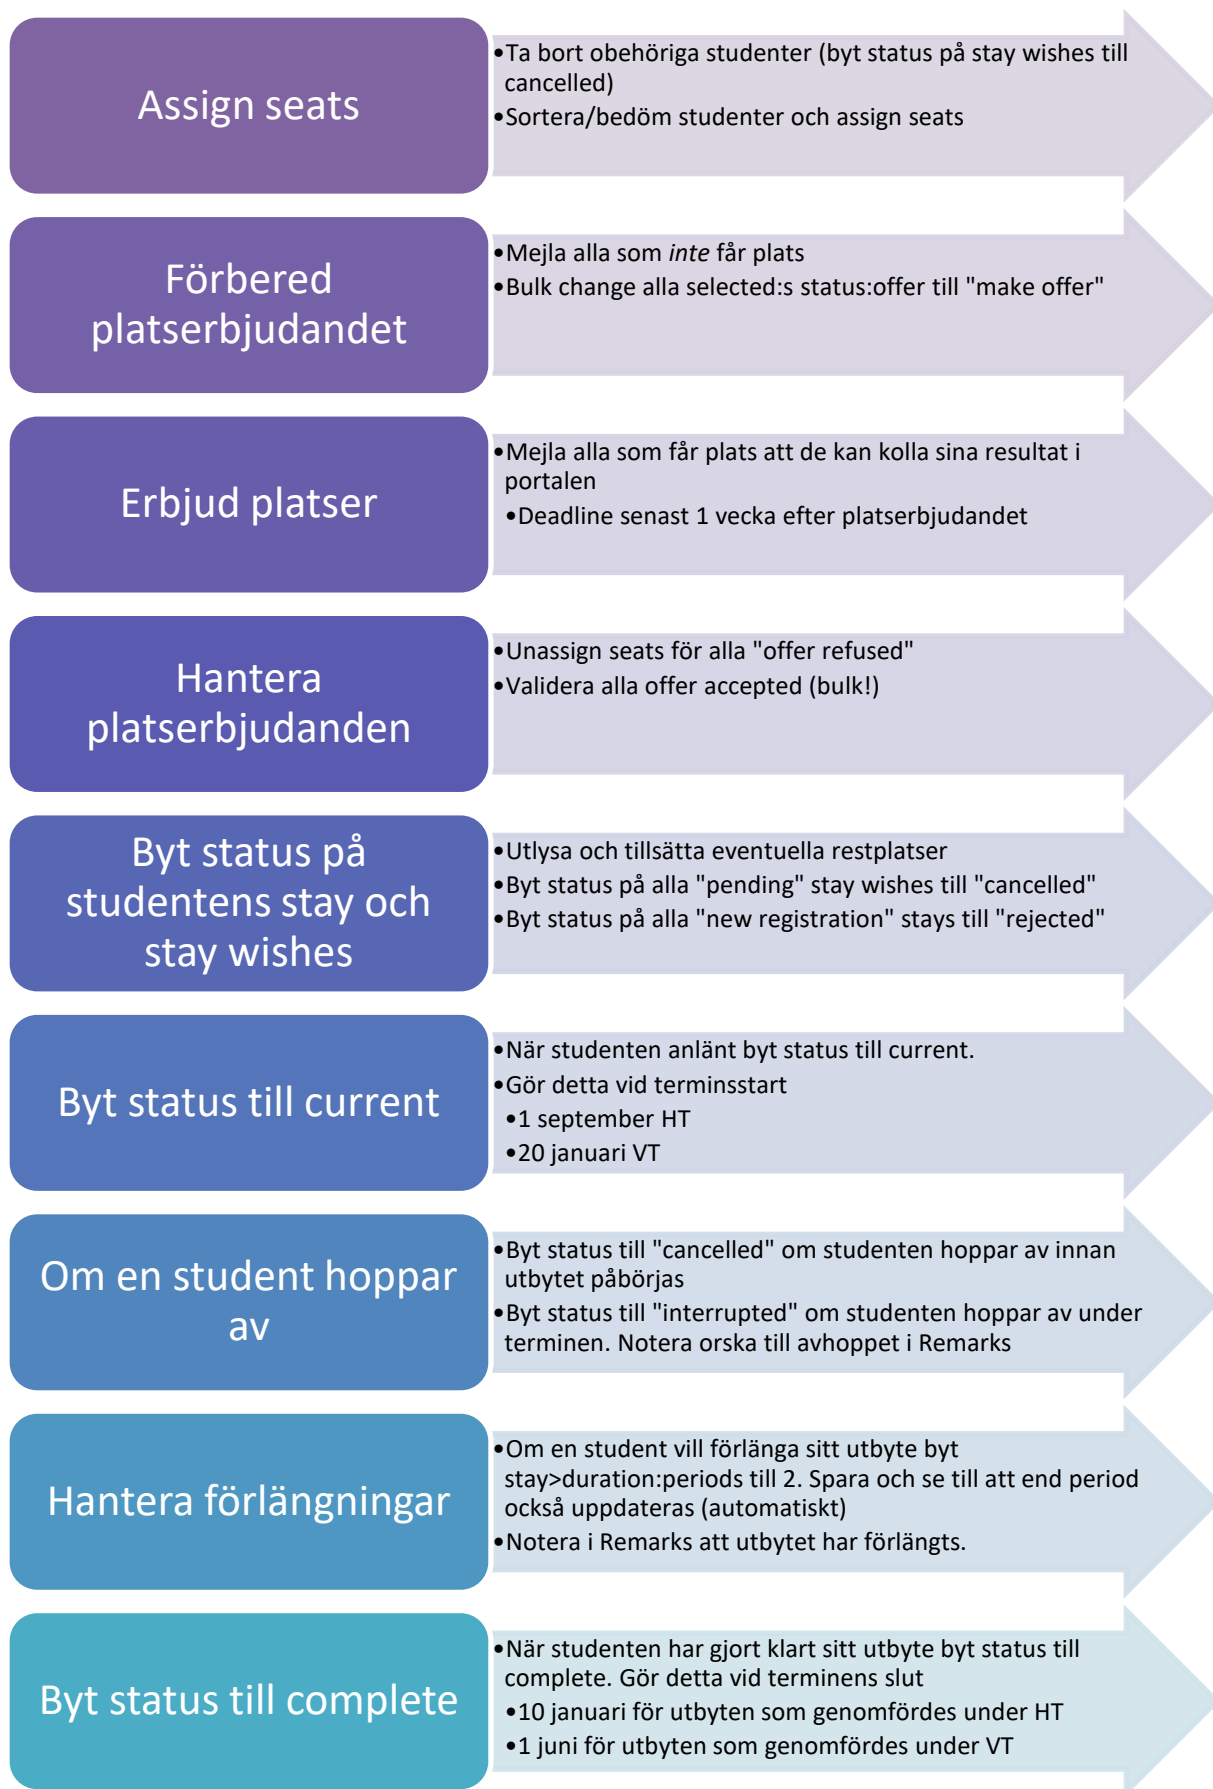 Assign seats
•Ta bort obehöriga studenter (byt status på stay wishes till
cancelled)
•Sortera/bedöm studenter och assign seats
Förbered
platserbjudandet
•Mejla alla som inte får plats
•Bulk change alla selected:s status:offer till "make offer"
Erbjud platser
•Mejla alla som får plats att de kan kolla sina resultat i
portalen
•Deadline senast 1 vecka efter platserbjudandet
Hantera
platserbjudanden
•Unassign seats för alla "offer refused"
•Validera alla offer accepted (bulk!)
Byt status på
studentens stay och
stay wishes
•Utlysa och tillsätta eventuella restplatser
•Byt status på alla "pending" stay wishes till "cancelled"
•Byt status på alla "new registration" stays till "rejected"
Byt status till current
•När studenten anlänt byt status till current.
•Gör detta vid terminsstart
•1 september HT
•20 januari VT
Om en student hoppar
av
•Byt status till "cancelled" om studenten hoppar av innan
utbytet påbörjas
•Byt status till "interrupted" om studenten hoppar av under
terminen. Notera orska till avhoppet i Remarks
Hantera förlängningar
•Om en student vill förlänga sitt utbyte byt
stay>duration:periods till 2. Spara och se till att end period
också uppdateras (automatiskt)
•Notera i Remarks att utbytet har förlängts.
Byt status till complete
•När studenten har gjort klart sitt utbyte byt status till
complete. Gör detta vid terminens slut
•10 januari för utbyten som genomfördes under HT
•1 juni för utbyten som genomfördes under VT